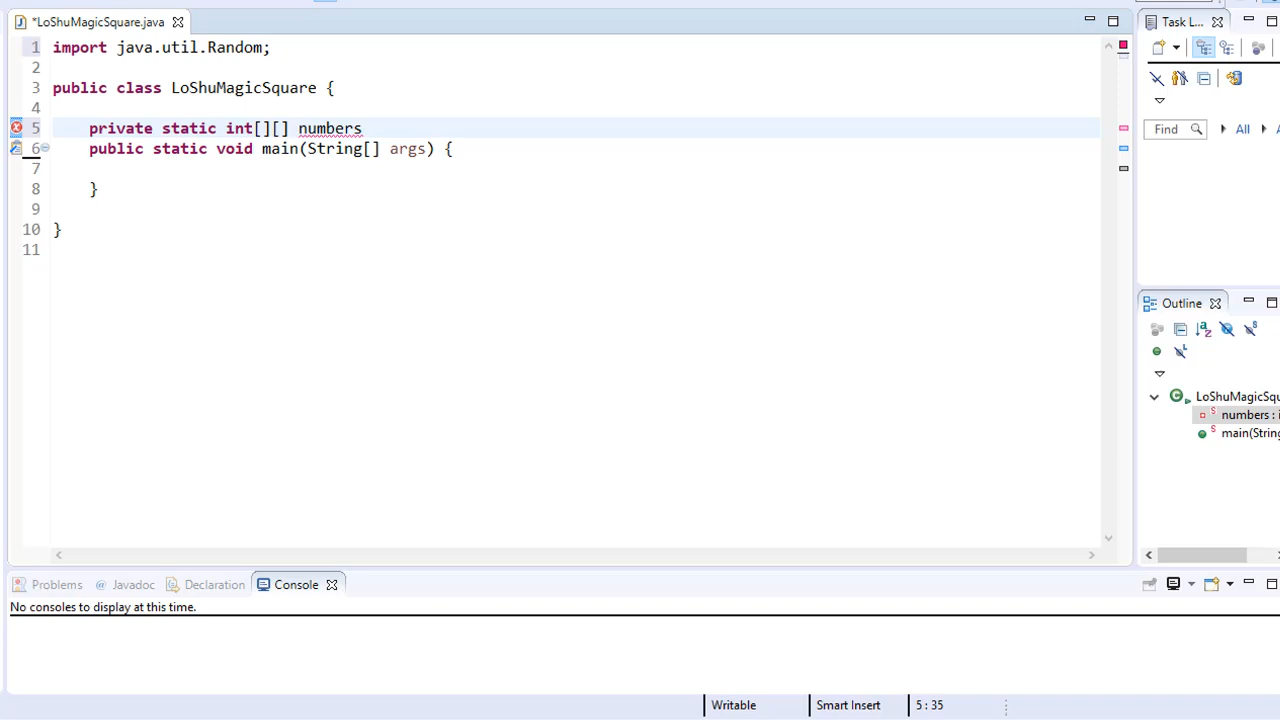 *LoShuMagicSquare.java
Task L...
1 import java.util.Random;
2
3 public class LoShuMagicSquare {
4
5 private static int[][] numbers
6 public static void main(String[] args) {
7
8 }
9
10 }
11
Find
All
Outline
LoShuMagicSqu
numbers : i
main(String
Problems
@ Javadoc
Declaration
Console
No consoles to display at this time.
Writable
Smart Insert
5 : 35